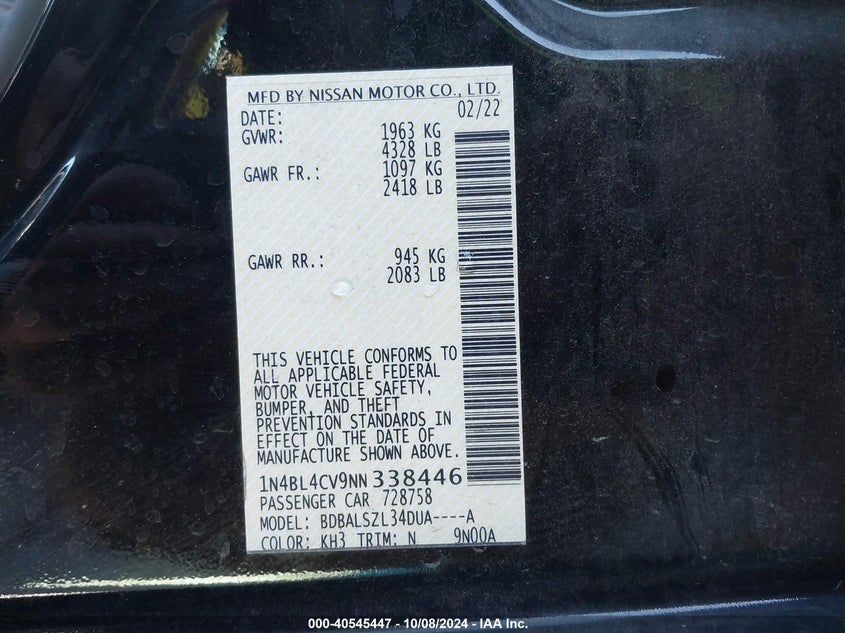 MFD BY NISSAN MOTOR CO., LTD.
DATE: 02/22
GVWR: 1963 KG
4328 LB
GAWR FR.: 1097 KG
2418 LB
GAWR RR.: 945 KG
2083 LB
THIS VEHICLE CONFORMS TO
ALL APPLICABLE FEDERAL
MOTOR VEHICLE SAFETY,
BUMPER, AND THEFT
PREVENTION STANDARDS IN
EFFECT ON THE DATE OF
MANUFACTURE SHOWN ABOVE.
1N4BL4CV9NN338446
PASSENGER CAR 728758
MODEL: BDBALSZL34DUA----A
COLOR: KH3 TRIM: N 9N00A
000-40545447 - 10/08/2024 - IAA Inc.